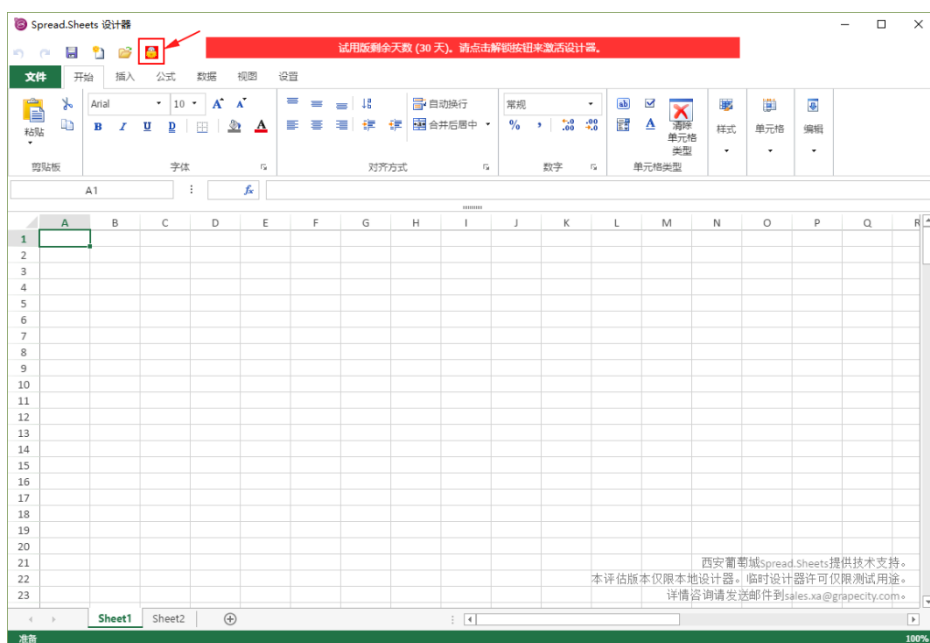 Spread.Sheets 设计器
试用版剩余天数 (30 天)。请点击解锁按钮来激活设计器。
文件 开始 插入 公式 数据 视图 设置
Arial 10 A A 自动换行 常规
粘贴 B I U D A 合并后居中 % , 清除单元格类型 样式 单元格 编辑
剪贴板 字体 对齐方式 数字 单元格类型
A1 fx
A B C D E F G H I J K L M N O P Q R
1
2
3
4
5
6
7
8
9
10
11
12
13
14
15
16
17
18
19
20
21
22
23
西安葡萄城Spread.Sheets提供技术支持。
本评估版本仅限本地设计器。临时设计器许可仅限测试用途。
详情咨询请发送邮件到sales.xa@grapecity.com。
Sheet1 Sheet2
准备 100%